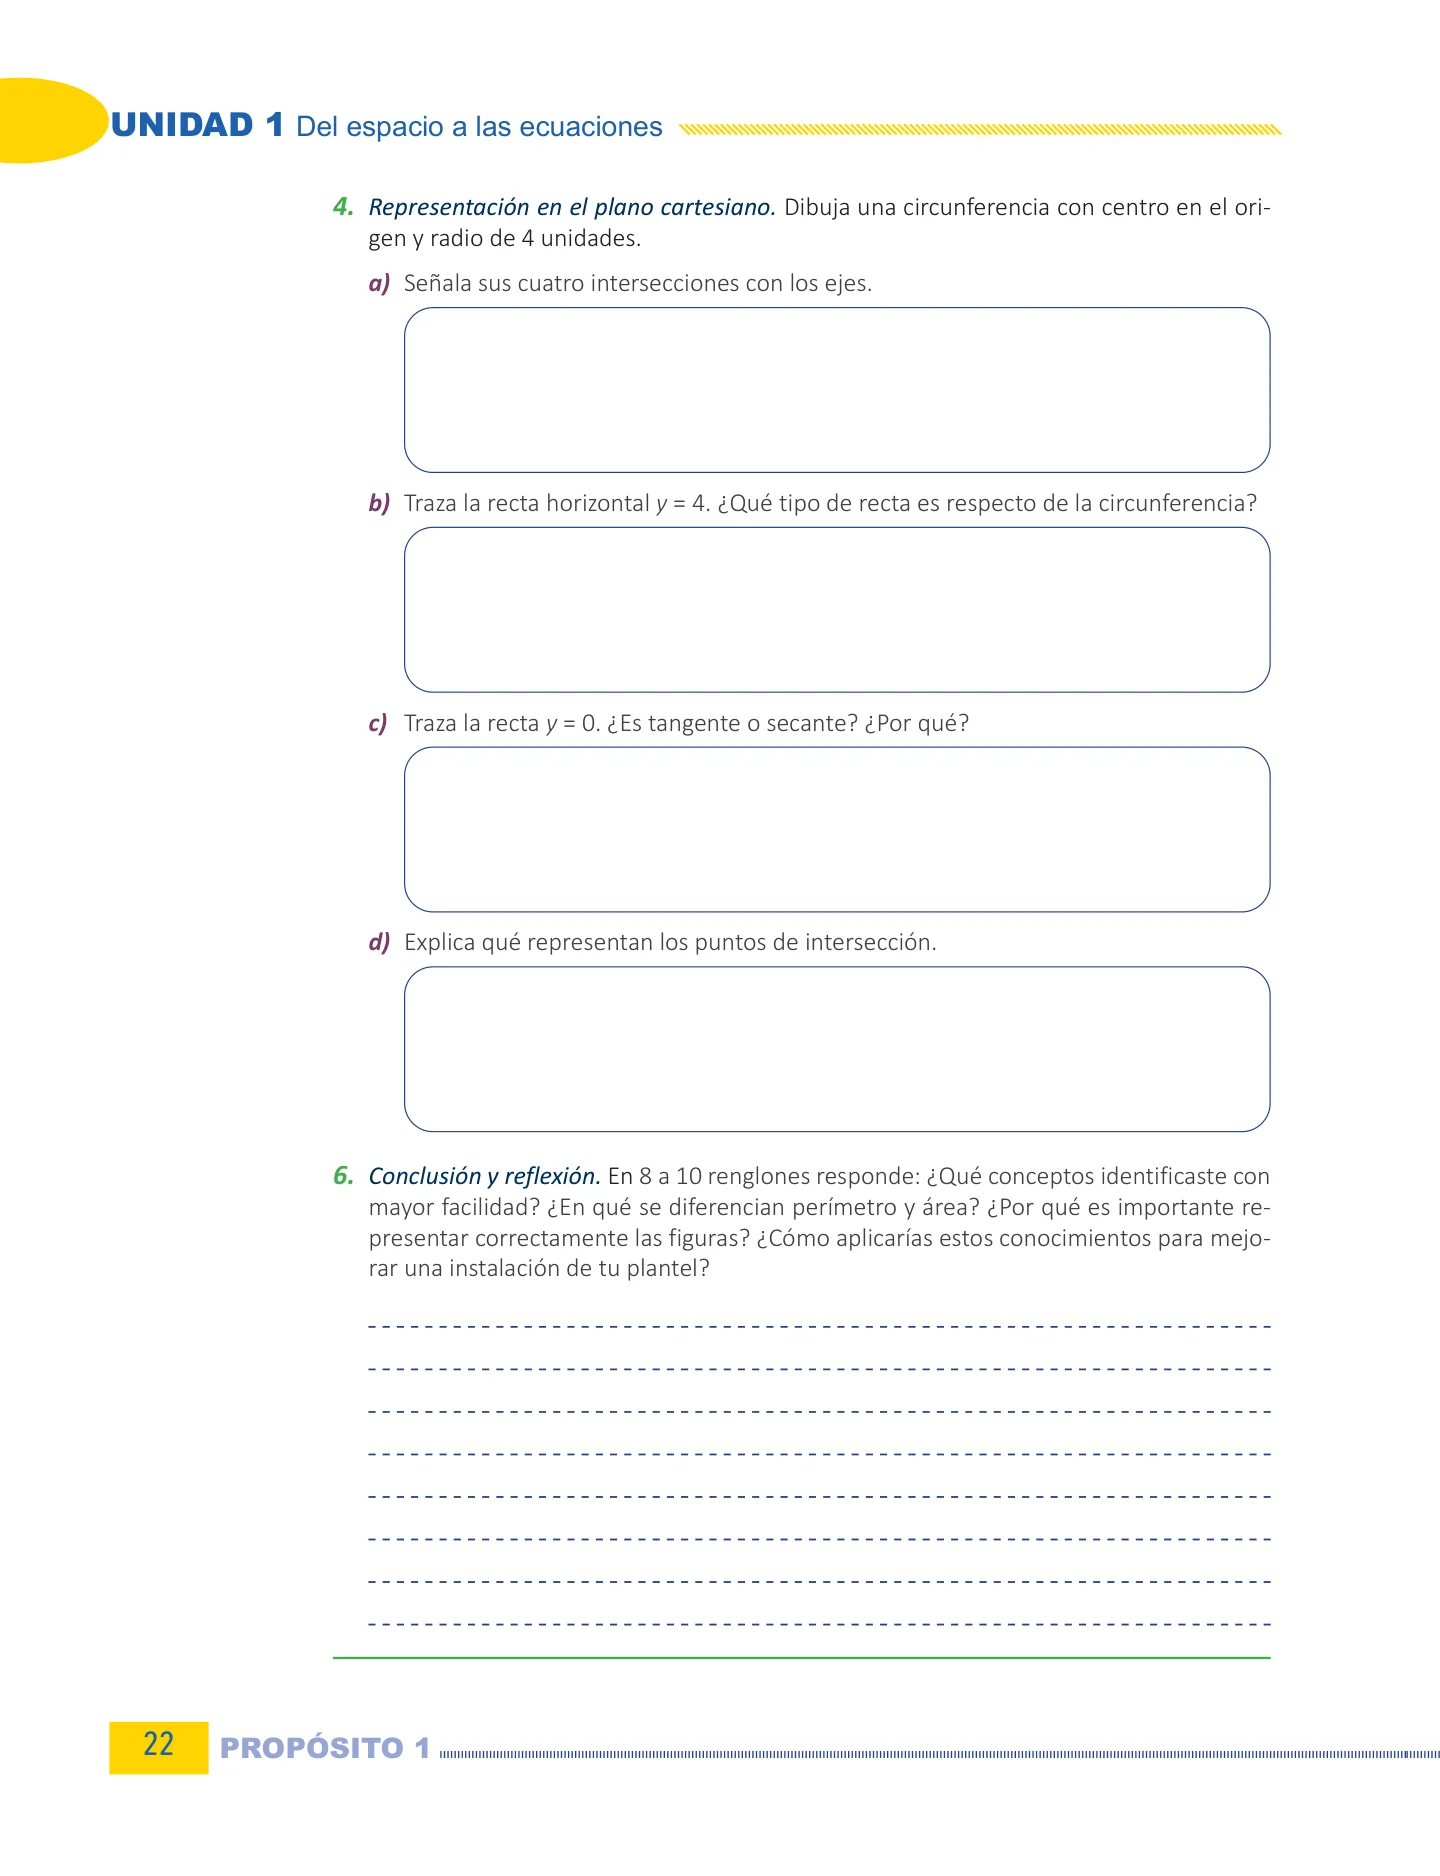 UNIDAD 1 Del espacio a las ecuaciones
4. Representación en el plano cartesiano. Dibuja una circunferencia con centro en el ori-
gen y radio de 4 unidades.
a) Señala sus cuatro intersecciones con los ejes.
b) Traza la recta horizontal y = 4. ¿Qué tipo de recta es respecto de la circunferencia?
c) Traza la recta y = 0. ¿Es tangente o secante? ¿Por qué?
d) Explica qué representan los puntos de intersección.
6. Conclusión y reflexión. En 8 a 10 renglones responde: ¿Qué conceptos identificaste con
mayor facilidad? ¿En qué se diferencian perímetro y área? ¿Por qué es importante re-
presentar correctamente las figuras? ¿Cómo aplicarías estos conocimientos para mejo-
rar una instalación de tu plantel?
22 PROPÓSITO 1